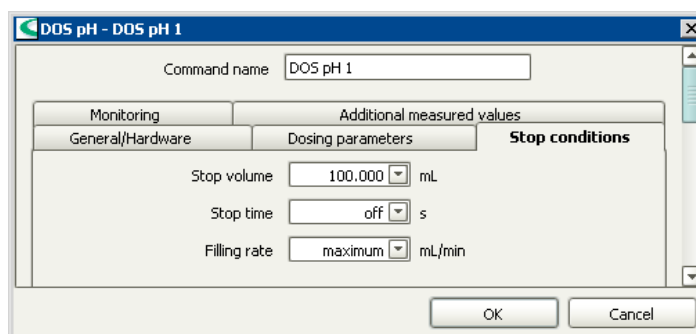 DOS pH - DOS pH 1
Command name DOS pH 1
Monitoring Additional measured values
General/Hardware Dosing parameters Stop conditions
Stop volume 100.000 mL
Stop time off s
Filling rate maximum mL/min
OK Cancel